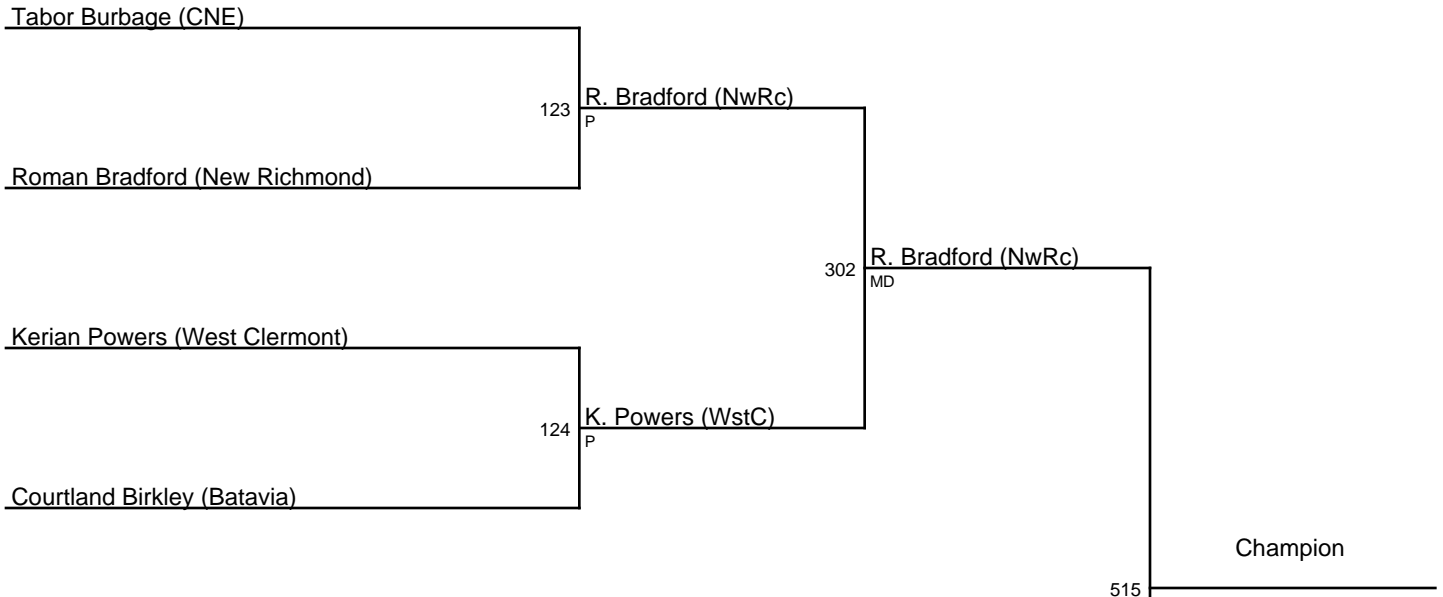 Tabor Burbage (CNE)
123 R. Bradford (NwRc)
P
Roman Bradford (New Richmond)
302 R. Bradford (NwRc)
MD
Kerian Powers (West Clermont)
124 K. Powers (WstC)
P
Courtland Birkley (Batavia)
Champion
515